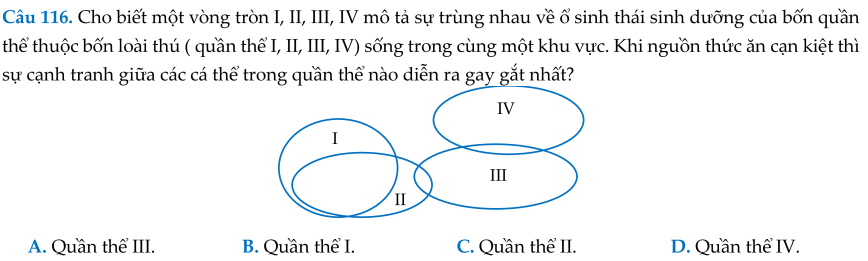 Câu 116. Cho biết một vòng tròn I, II, III, IV mô tả sự trùng nhau về ổ sinh thái sinh dưỡng của bốn quần
thể thuộc bốn loài thú ( quần thể I, II, III, IV) sống trong cùng một khu vực. Khi nguồn thức ăn cạn kiệt thì
sự cạnh tranh giữa các cá thể trong quần thể nào diễn ra gay gắt nhất?
IV
I
III
II
A. Quần thể III. B. Quần thể I. C. Quần thể II. D. Quần thể IV.